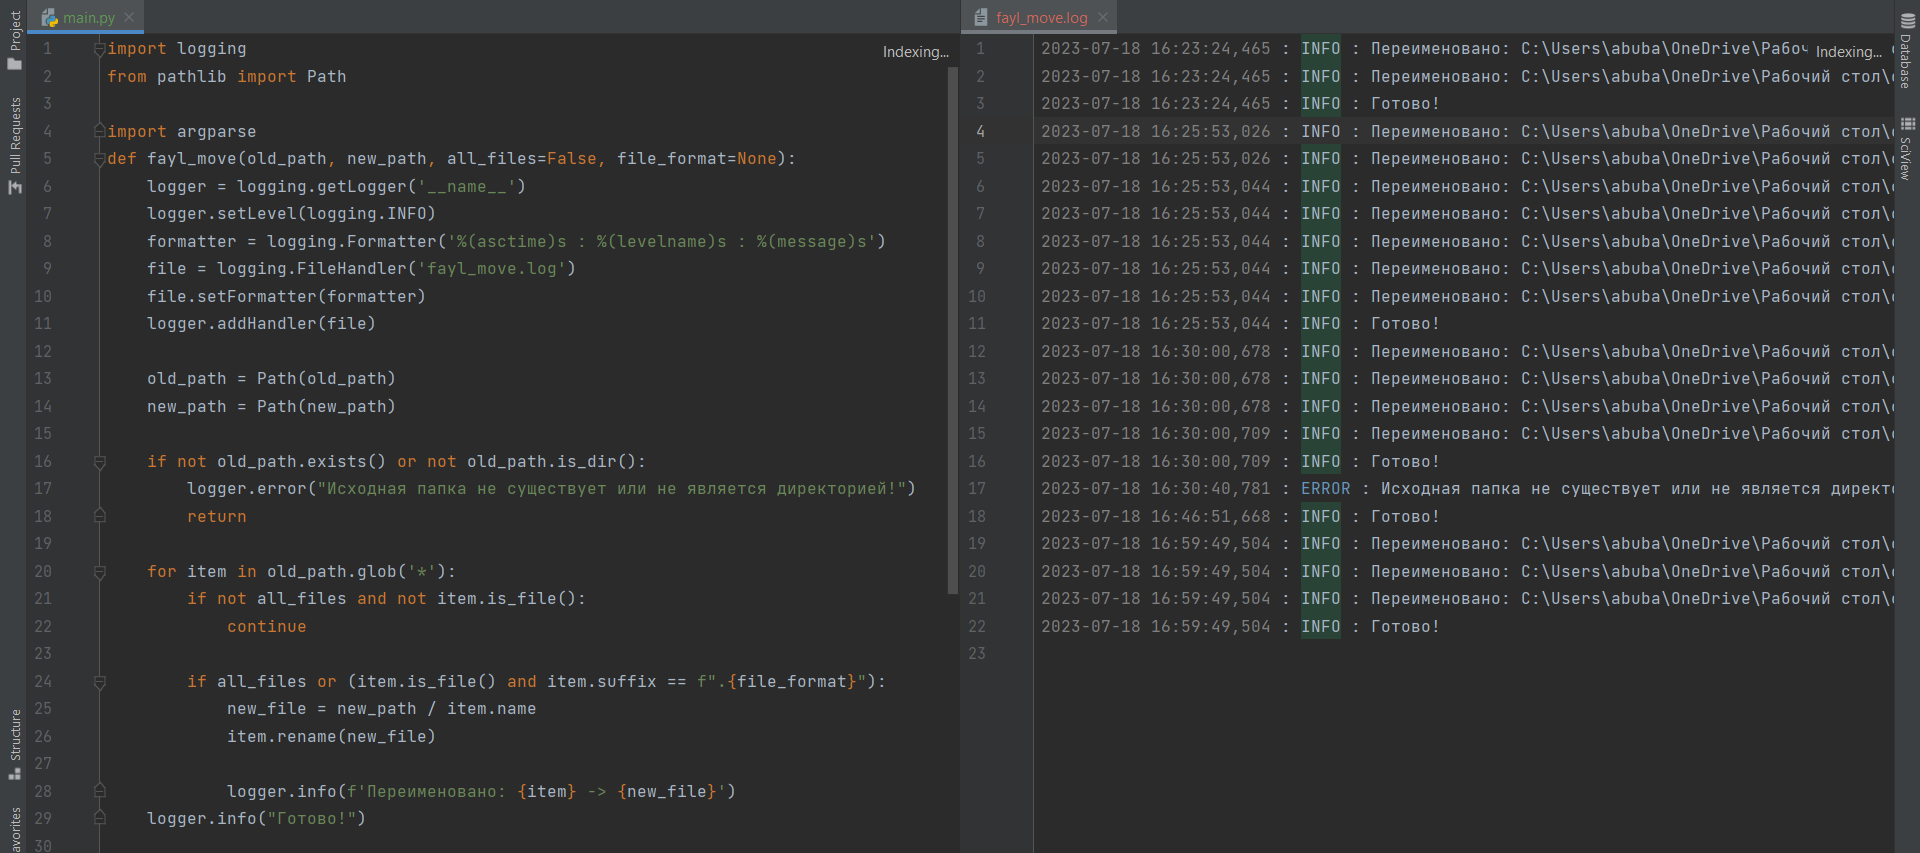 Project
Pull Requests
Structure
avorites
main.py
Indexing...
1 import logging
2 from pathlib import Path
3
4 import argparse
5 def fayl_move(old_path, new_path, all_files=False, file_format=None):
6 logger = logging.getLogger('__name__')
7 logger.setLevel(logging.INFO)
8 formatter = logging.Formatter('%(asctime)s : %(levelname)s : %(message)s')
9 file = logging.FileHandler('fayl_move.log')
10 file.setFormatter(formatter)
11 logger.addHandler(file)
12
13 old_path = Path(old_path)
14 new_path = Path(new_path)
15
16 if not old_path.exists() or not old_path.is_dir():
17 logger.error("Исходная папка не существует или не является директорией!")
18 return
19
20 for item in old_path.glob('*'):
21 if not all_files and not item.is_file():
22 continue
23
24 if all_files or (item.is_file() and item.suffix == f".{file_format}"):
25 new_file = new_path / item.name
26 item.rename(new_file)
27
28 logger.info(f'Переименовано: {item} -> {new_file}')
29 logger.info("Готово!")
30
fayl_move.log
Indexing...
1 2023-07-18 16:23:24,465 : INFO : Переименовано: C:\Users\abuba\OneDrive\Рабоч
2 2023-07-18 16:23:24,465 : INFO : Переименовано: C:\Users\abuba\OneDrive\Рабочий стол\
3 2023-07-18 16:23:24,465 : INFO : Готово!
4 2023-07-18 16:25:53,026 : INFO : Переименовано: C:\Users\abuba\OneDrive\Рабочий стол\
5 2023-07-18 16:25:53,026 : INFO : Переименовано: C:\Users\abuba\OneDrive\Рабочий стол\
6 2023-07-18 16:25:53,044 : INFO : Переименовано: C:\Users\abuba\OneDrive\Рабочий стол\
7 2023-07-18 16:25:53,044 : INFO : Переименовано: C:\Users\abuba\OneDrive\Рабочий стол\
8 2023-07-18 16:25:53,044 : INFO : Переименовано: C:\Users\abuba\OneDrive\Рабочий стол\
9 2023-07-18 16:25:53,044 : INFO : Переименовано: C:\Users\abuba\OneDrive\Рабочий стол\
10 2023-07-18 16:25:53,044 : INFO : Переименовано: C:\Users\abuba\OneDrive\Рабочий стол\
11 2023-07-18 16:25:53,044 : INFO : Готово!
12 2023-07-18 16:30:00,678 : INFO : Переименовано: C:\Users\abuba\OneDrive\Рабочий стол\
13 2023-07-18 16:30:00,678 : INFO : Переименовано: C:\Users\abuba\OneDrive\Рабочий стол\
14 2023-07-18 16:30:00,678 : INFO : Переименовано: C:\Users\abuba\OneDrive\Рабочий стол\
15 2023-07-18 16:30:00,709 : INFO : Переименовано: C:\Users\abuba\OneDrive\Рабочий стол\
16 2023-07-18 16:30:00,709 : INFO : Готово!
17 2023-07-18 16:30:40,781 : ERROR : Исходная папка не существует или не является директ
18 2023-07-18 16:46:51,668 : INFO : Готово!
19 2023-07-18 16:59:49,504 : INFO : Переименовано: C:\Users\abuba\OneDrive\Рабочий стол\
20 2023-07-18 16:59:49,504 : INFO : Переименовано: C:\Users\abuba\OneDrive\Рабочий стол\
21 2023-07-18 16:59:49,504 : INFO : Переименовано: C:\Users\abuba\OneDrive\Рабочий стол\
22 2023-07-18 16:59:49,504 : INFO : Готово!
23
Database
SciView